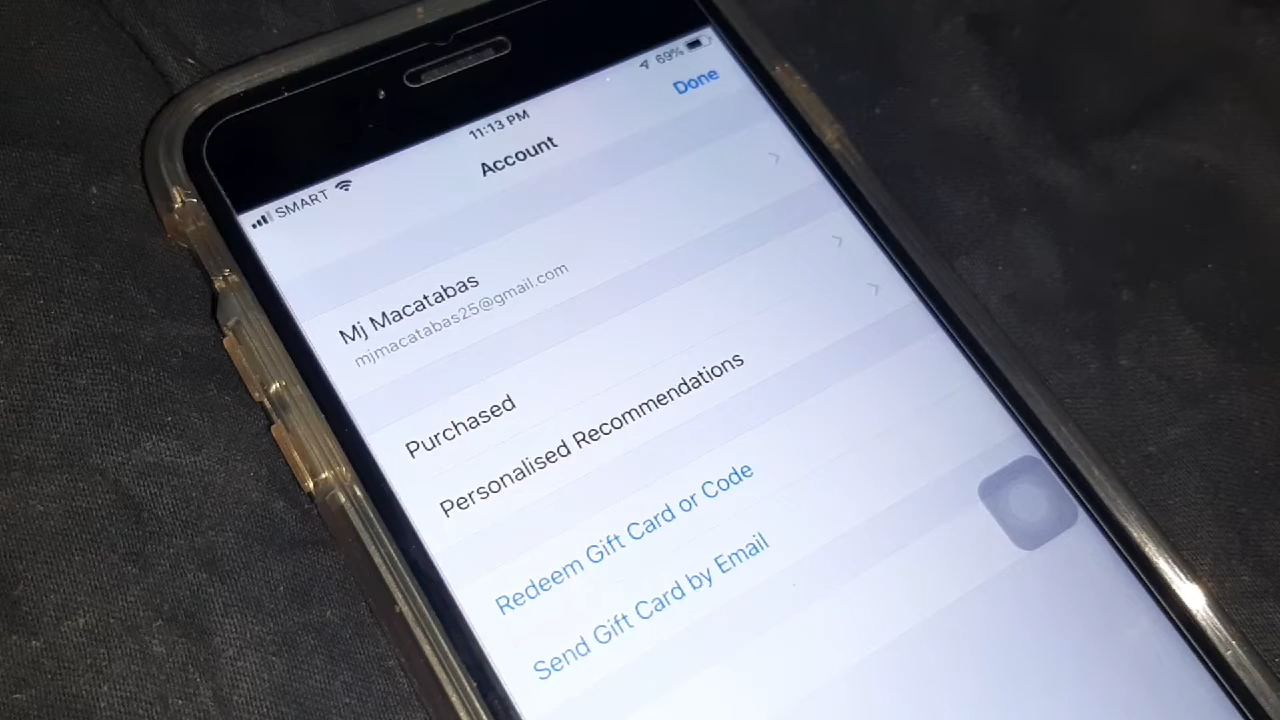 SMART 11:13 PM 69%
Account Done
Mj Macatabas
mjmacatabas25@gmail.com
Purchased
Personalised Recommendations
Redeem Gift Card or Code
Send Gift Card by Email